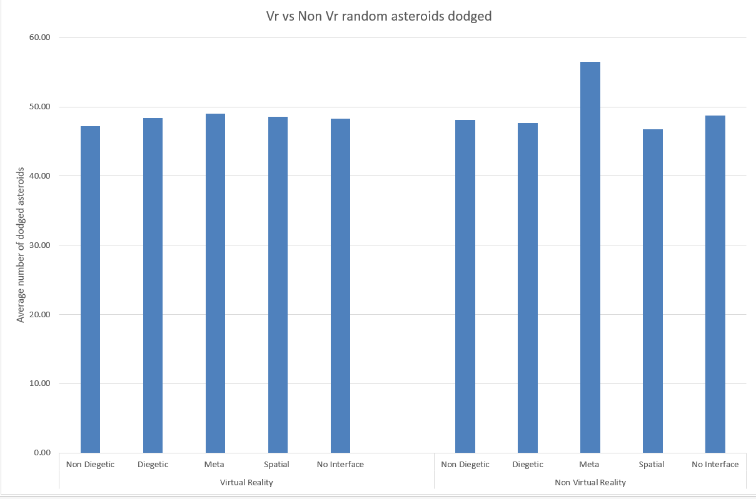 Vr vs Non Vr random asteroids dodged
60.00
50.00
40.00
30.00
20.00
10.00
0.00
Average number of dodged asteroids
Non Diegetic Diegetic Meta Spatial No Interface Non Diegetic Diegetic Meta Spatial No Interface
Virtual Reality Non Virtual Reality